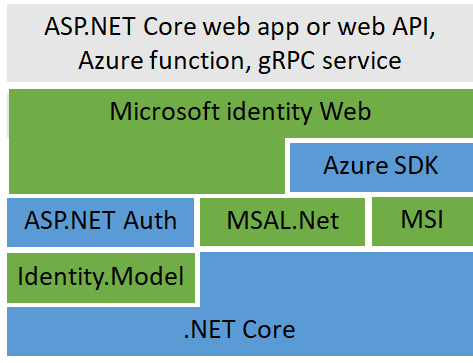 ASP.NET Core web app or web API,
Azure function, gRPC service
Microsoft identity Web
Azure SDK
ASP.NET Auth
MSAL.Net
MSI
Identity.Model
.NET Core